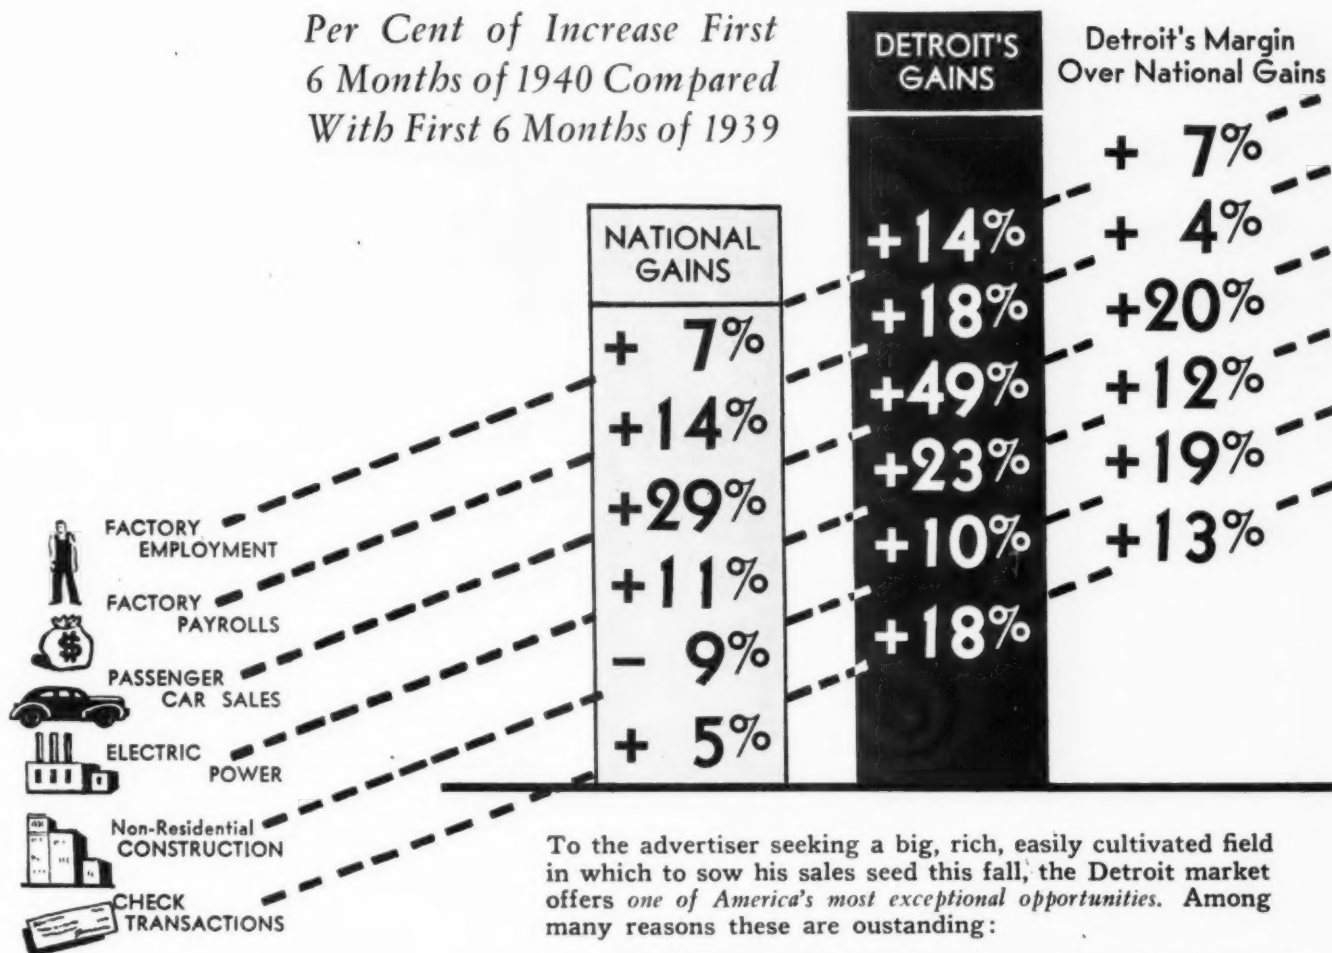 Per Cent of Increase First
6 Months of 1940 Compared
With First 6 Months of 1939
DETROIT'S
GAINS
Detroit's Margin
Over National Gains
NATIONAL
GAINS
+ 7%
+14%
+29%
+11%
- 9%
+ 5%
+14%
+18%
+49%
+23%
+10%
+18%
+ 7%
+ 4%
+20%
+12%
+19%
+13%
FACTORY
EMPLOYMENT
FACTORY
PAYROLLS
$
PASSENGER
CAR SALES
ELECTRIC
POWER
Non-Residential
CONSTRUCTION
CHECK
TRANSACTIONS
To the advertiser seeking a big, rich, easily cultivated field
in which to sow his sales seed this fall, the Detroit market
offers one of America's most exceptional opportunities. Among
many reasons these are oustanding: